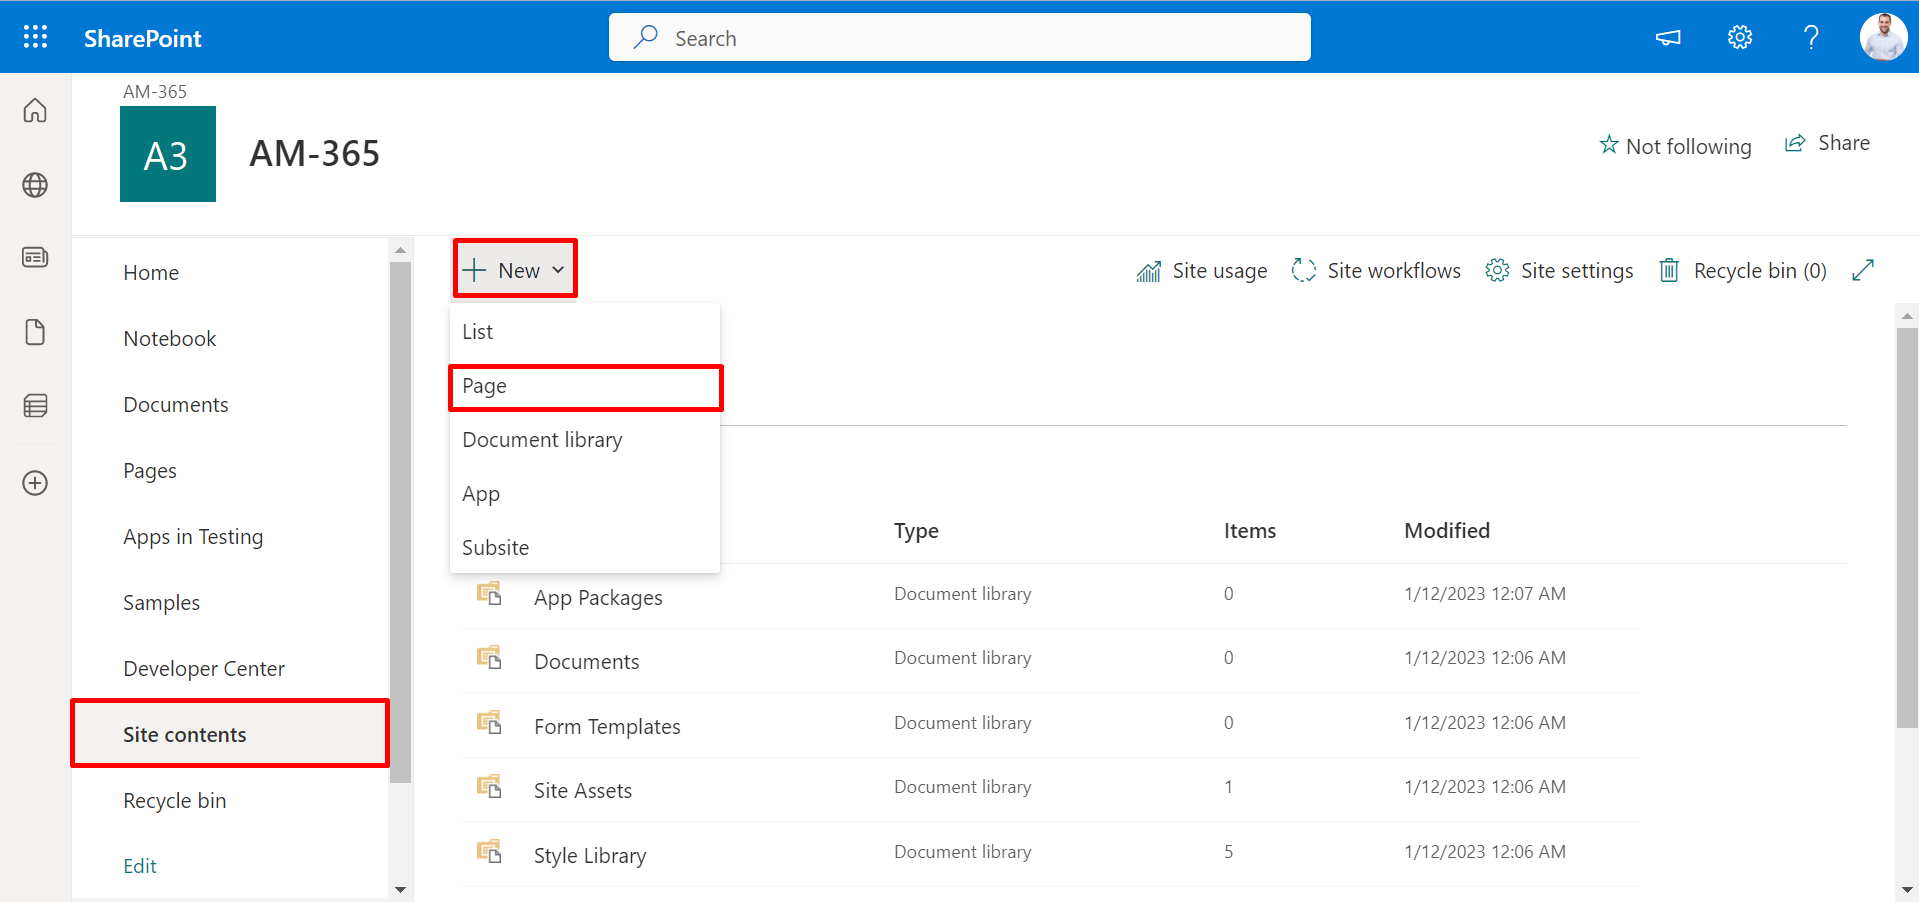 SharePoint
Search
AM-365
A3
AM-365
Not following
Share
Home
Notebook
Documents
Pages
Apps in Testing
Samples
Developer Center
Site contents
Recycle bin
Edit
New
Site usage
Site workflows
Site settings
Recycle bin (0)
List
Page
Document library
App
Subsite
Type Items Modified
App Packages Document library 0 1/12/2023 12:07 AM
Documents Document library 0 1/12/2023 12:06 AM
Form Templates Document library 0 1/12/2023 12:06 AM
Site Assets Document library 1 1/12/2023 12:06 AM
Style Library Document library 5 1/12/2023 12:06 AM